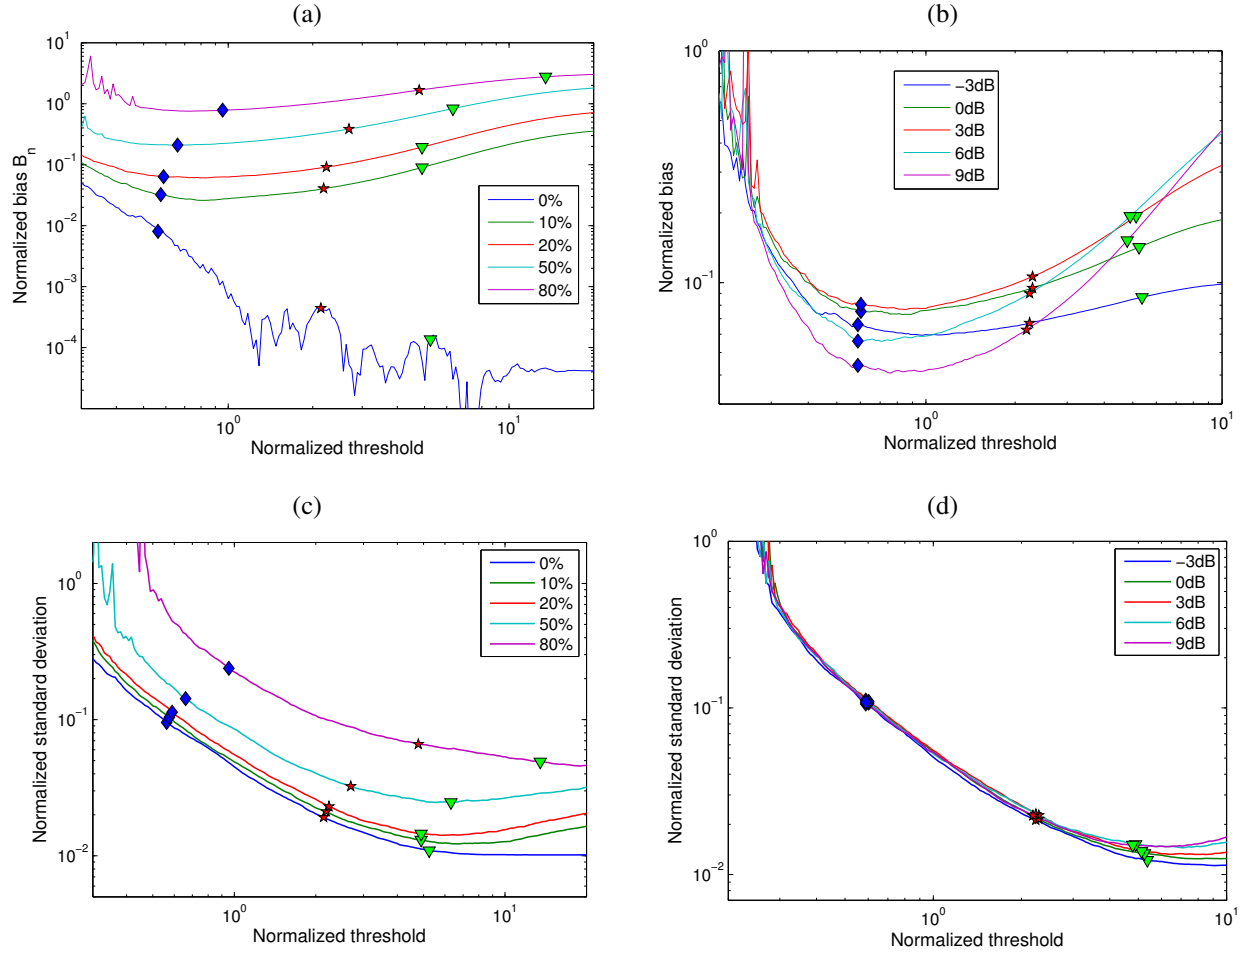 (a)
10^1
10^0
10^-1
10^-2
10^-3
10^-4
Normalized bias B_n
0%
10%
20%
50%
80%
10^0
10^1
Normalized threshold
(b)
10^0
10^-1
Normalized bias
−3dB
0dB
3dB
6dB
9dB
10^0
10^1
Normalized threshold
(c)
10^0
10^-1
10^-2
Normalized standard deviation
0%
10%
20%
50%
80%
10^0
10^1
Normalized threshold
(d)
10^0
10^-1
10^-2
Normalized standard deviation
−3dB
0dB
3dB
6dB
9dB
10^0
10^1
Normalized threshold